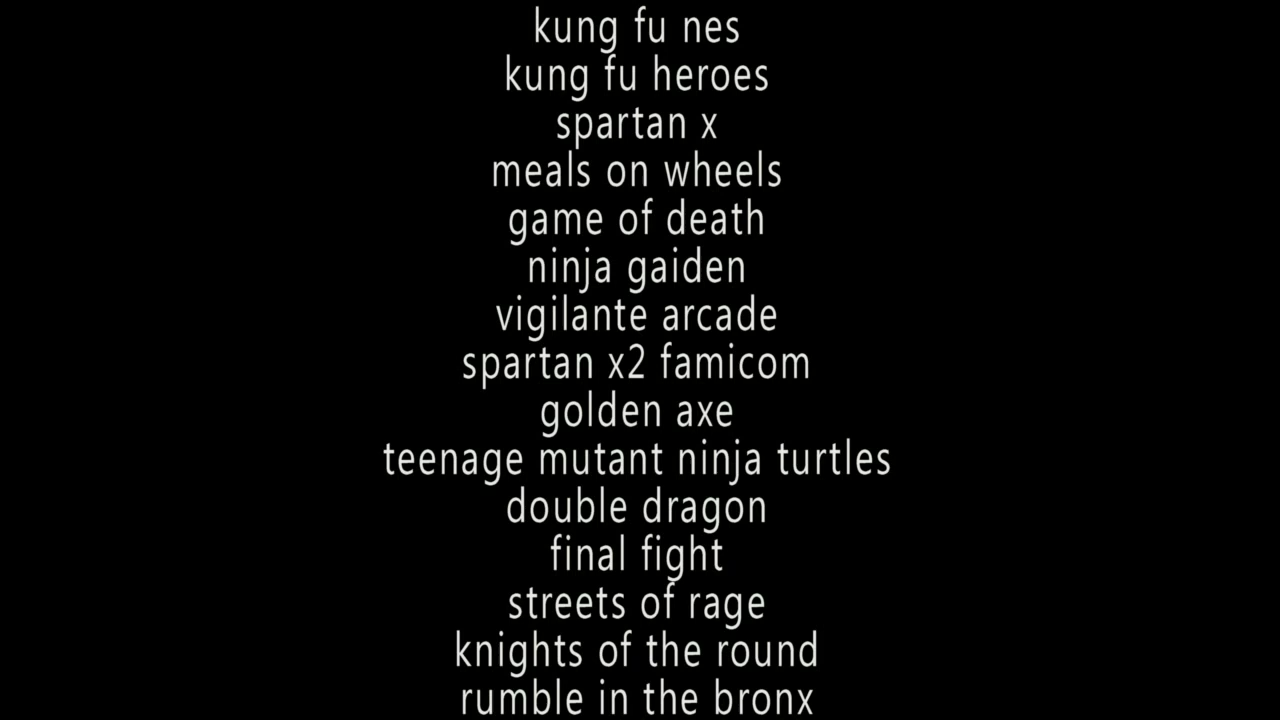 kung fu nes
kung fu heroes
spartan x
meals on wheels
game of death
ninja gaiden
vigilante arcade
spartan x2 famicom
golden axe
teenage mutant ninja turtles
double dragon
final fight
streets of rage
knights of the round
rumble in the bronx